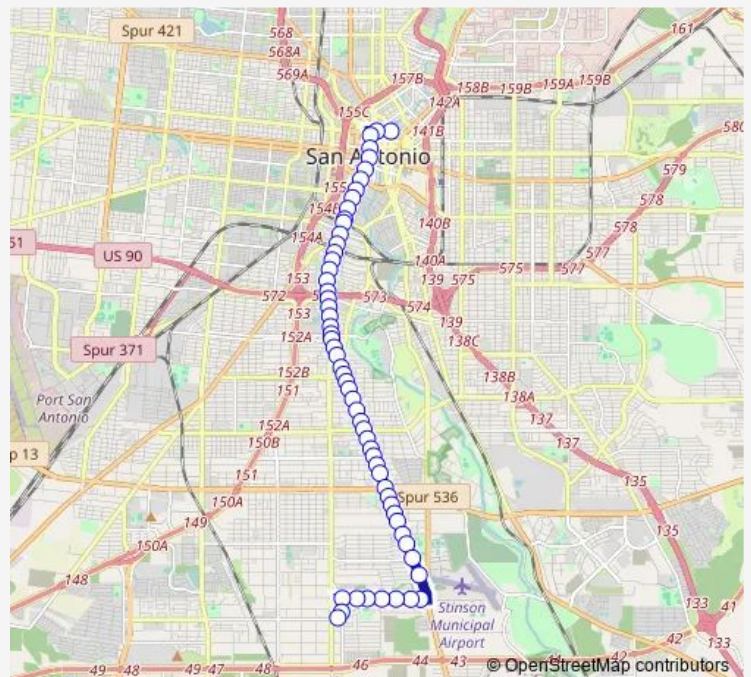 Spur 421
568
568A
569A
161
157B
158B
159B
159A
159B
142A
155C
141B
580
San Antonio
579
155
578
154B
140B
578
154A
577
51
US 90
140A
575
577
153
139
575
572
573
574
153
139
152A
138C
Spur 371
152B
138B
151
138A
Port San
Antonio
152A
137
150B
137
p 13
151
135
150A
Spur 536
149
135
150A
148
133
41
Stinson
Municipal
Airport
42
133
49
48
49
47
48
46
44
43
42
© OpenStreetMap contributors